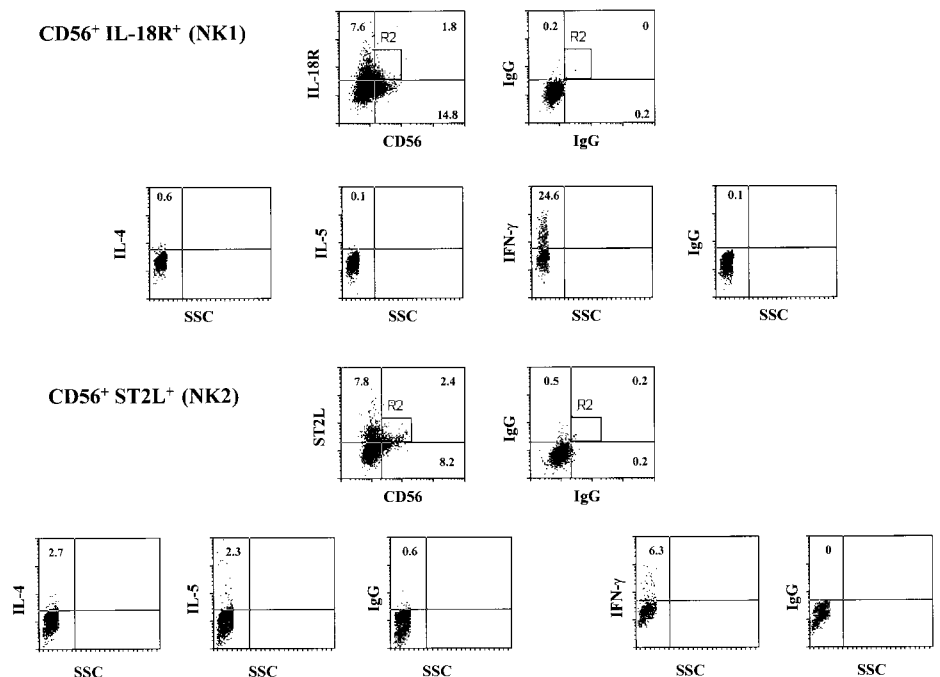 CD56⁺ IL-18R⁺ (NK1)
IL-18R
7.6
1.8
R2
14.8
CD56
IgG
0.2
0
R2
0.2
IgG
IL-4
0.6
SSC
IL-5
0.1
SSC
IFN-γ
24.6
SSC
IgG
0.1
SSC
CD56⁺ ST2L⁺ (NK2)
ST2L
7.8
2.4
R2
8.2
CD56
IgG
0.5
0.2
R2
0.2
IgG
IL-4
2.7
SSC
IL-5
2.3
SSC
IgG
0.6
SSC
IFN-γ
6.3
SSC
IgG
0
SSC